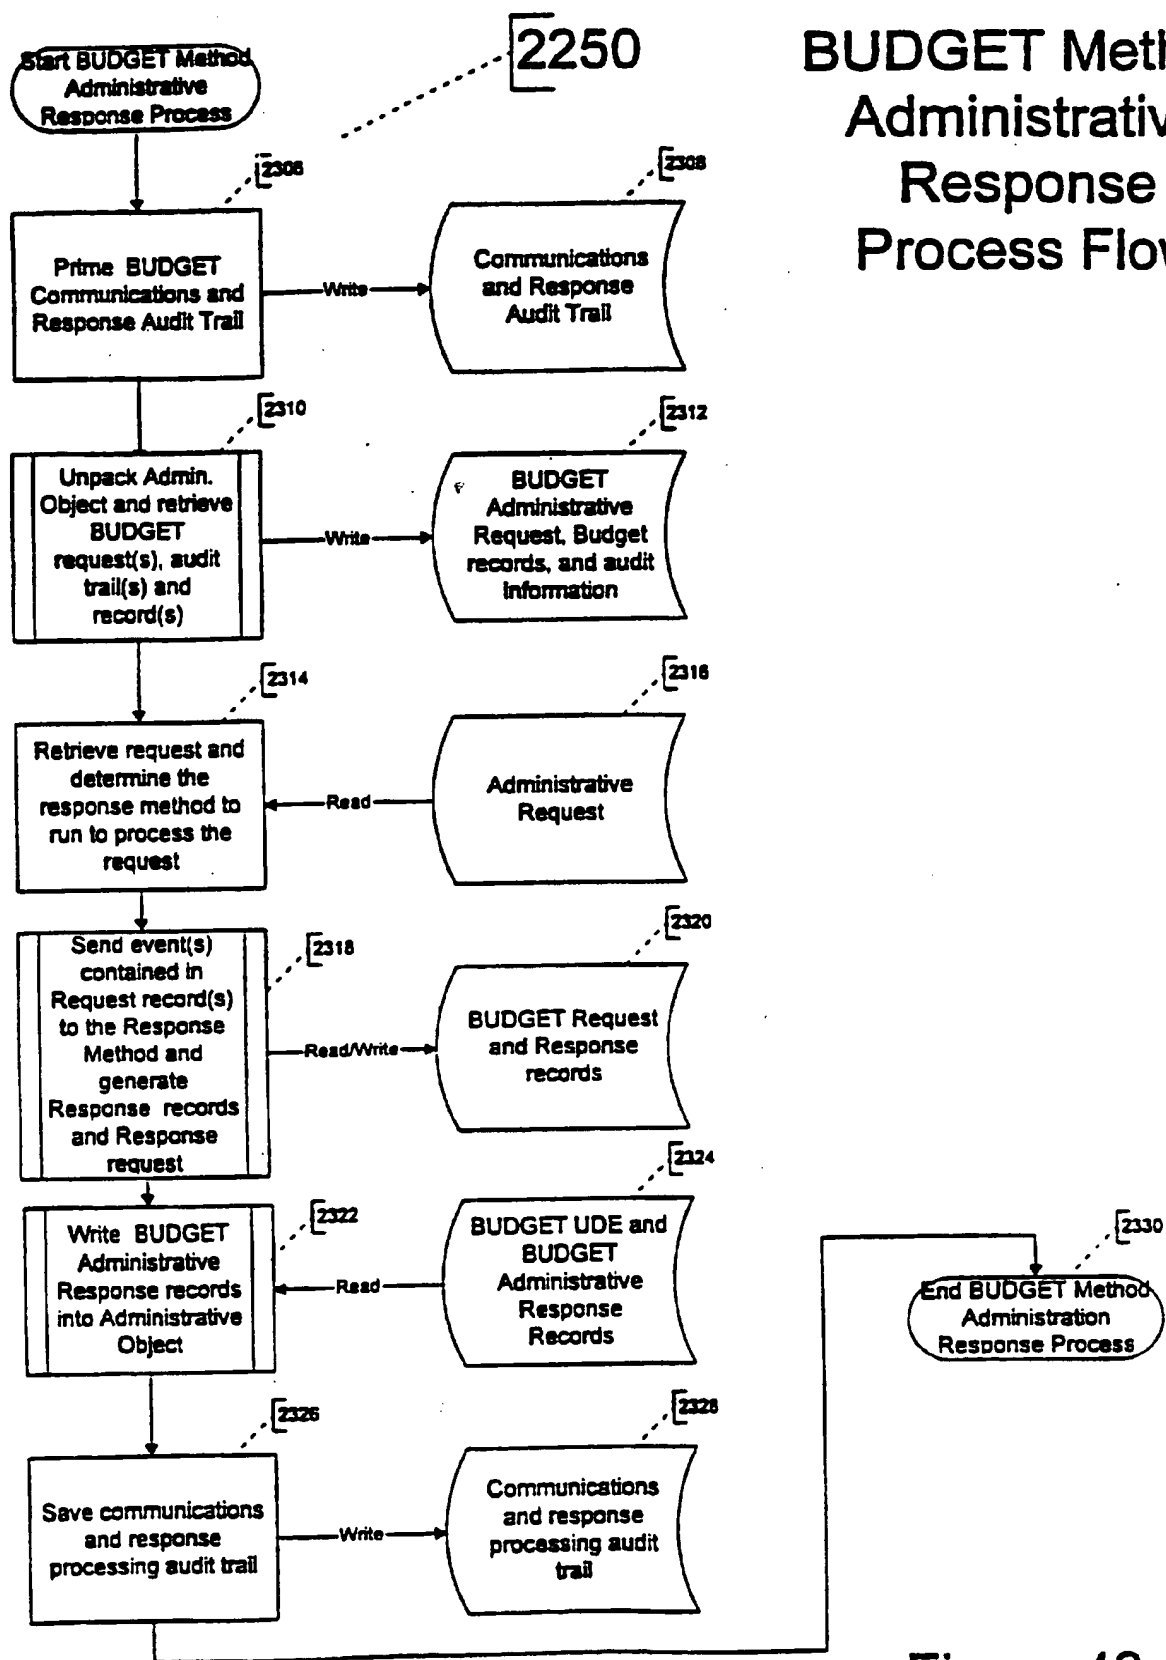 2250
BUDGET Meth
Administrativ
Response
Process Flov
Start BUDGET Method
Administrative
Response Process
2306
2308
Prime BUDGET
Communications and
Response Audit Trail
Write
Communications
and Response
Audit Trail
2310
2312
Unpack Admin.
Object and retrieve
BUDGET
request(s), audit
trail(s) and
record(s)
Write
BUDGET
Administrative
Request, Budget
records, and audit
information
2314
2316
Retrieve request and
determine the
response method to
run to process the
request
Read
Administrative
Request
2318
2320
Send event(s)
contained in
Request record(s)
to the Response
Method and
generate
Response records
and Response
request
Read/Write
BUDGET Request
and Response
records
2322
2324
Write BUDGET
Administrative
Response records
into Administrative
Object
Read
BUDGET UDE and
BUDGET
Administrative
Response
Records
2330
End BUDGET Method
Administration
Response Process
2326
2328
Save communications
and response
processing audit trail
Write
Communications
and response
processing audit
trail